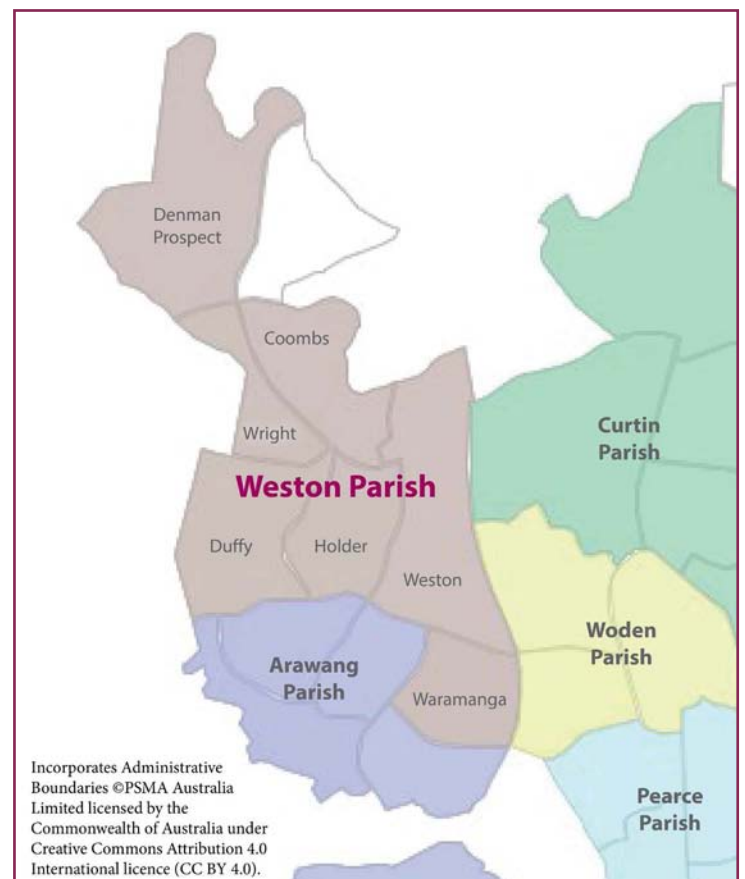 Denman
Prospect
Coombs
Wright
Curtin
Parish
Weston Parish
Duffy
Holder
Weston
Woden
Parish
Arawang
Parish
Waramanga
Incorporates Administrative
Boundaries ©PSMA Australia
Limited licensed by the
Commonwealth of Australia under
Creative Commons Attribution 4.0
International licence (CC BY 4.0).
Pearce
Parish